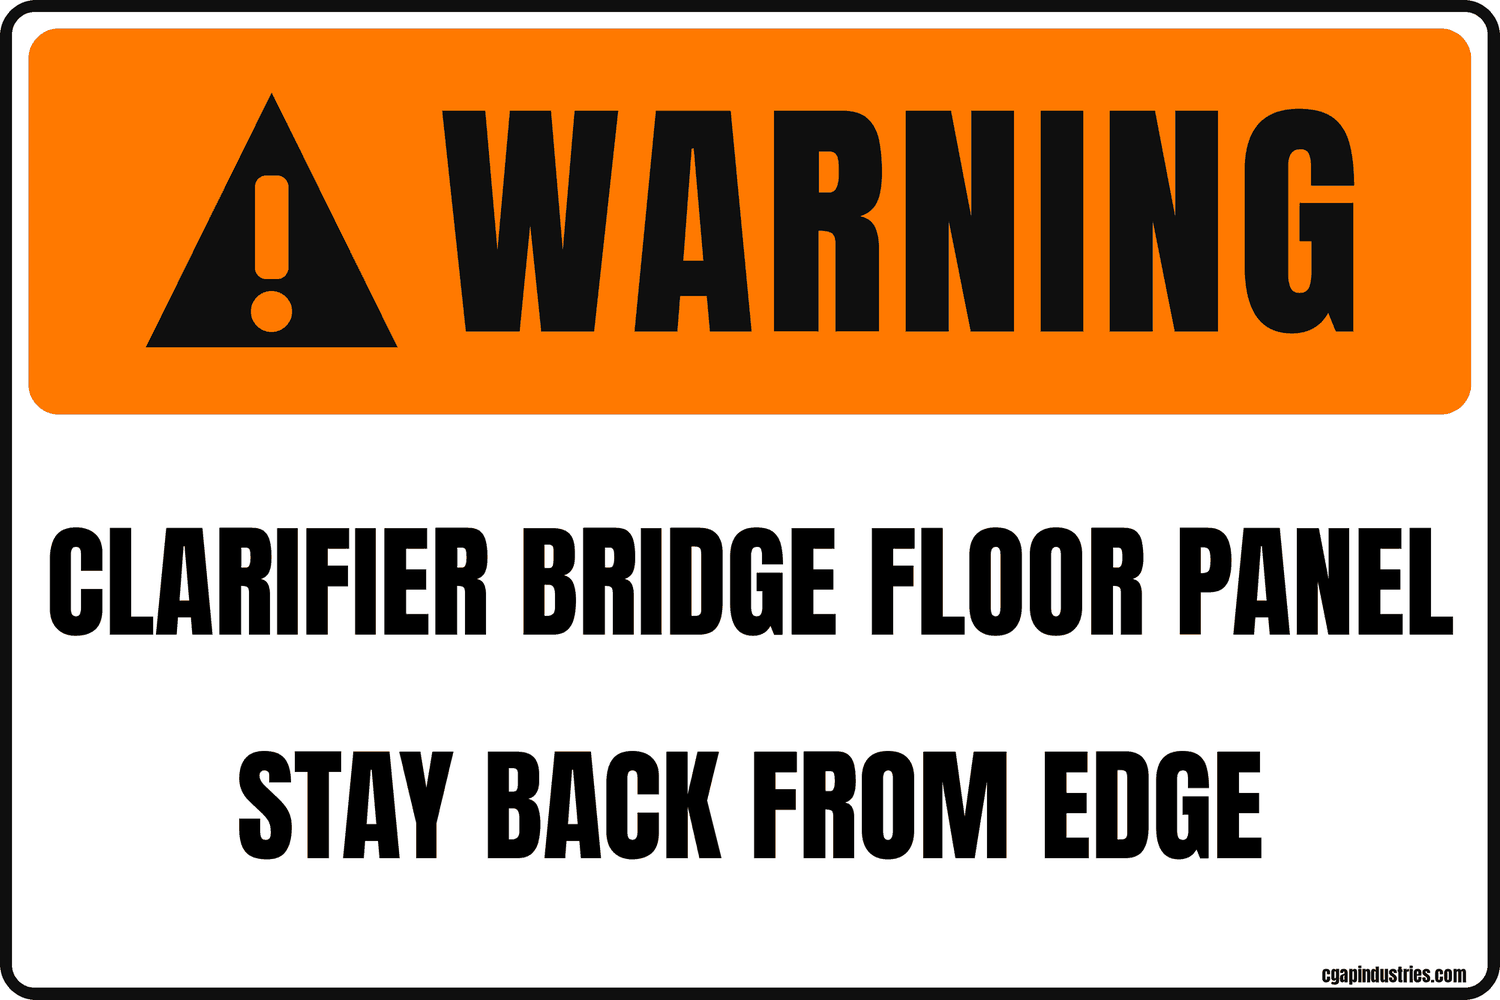 WARNING
CLARIFIER BRIDGE FLOOR PANEL
STAY BACK FROM EDGE
cgapindustries.com